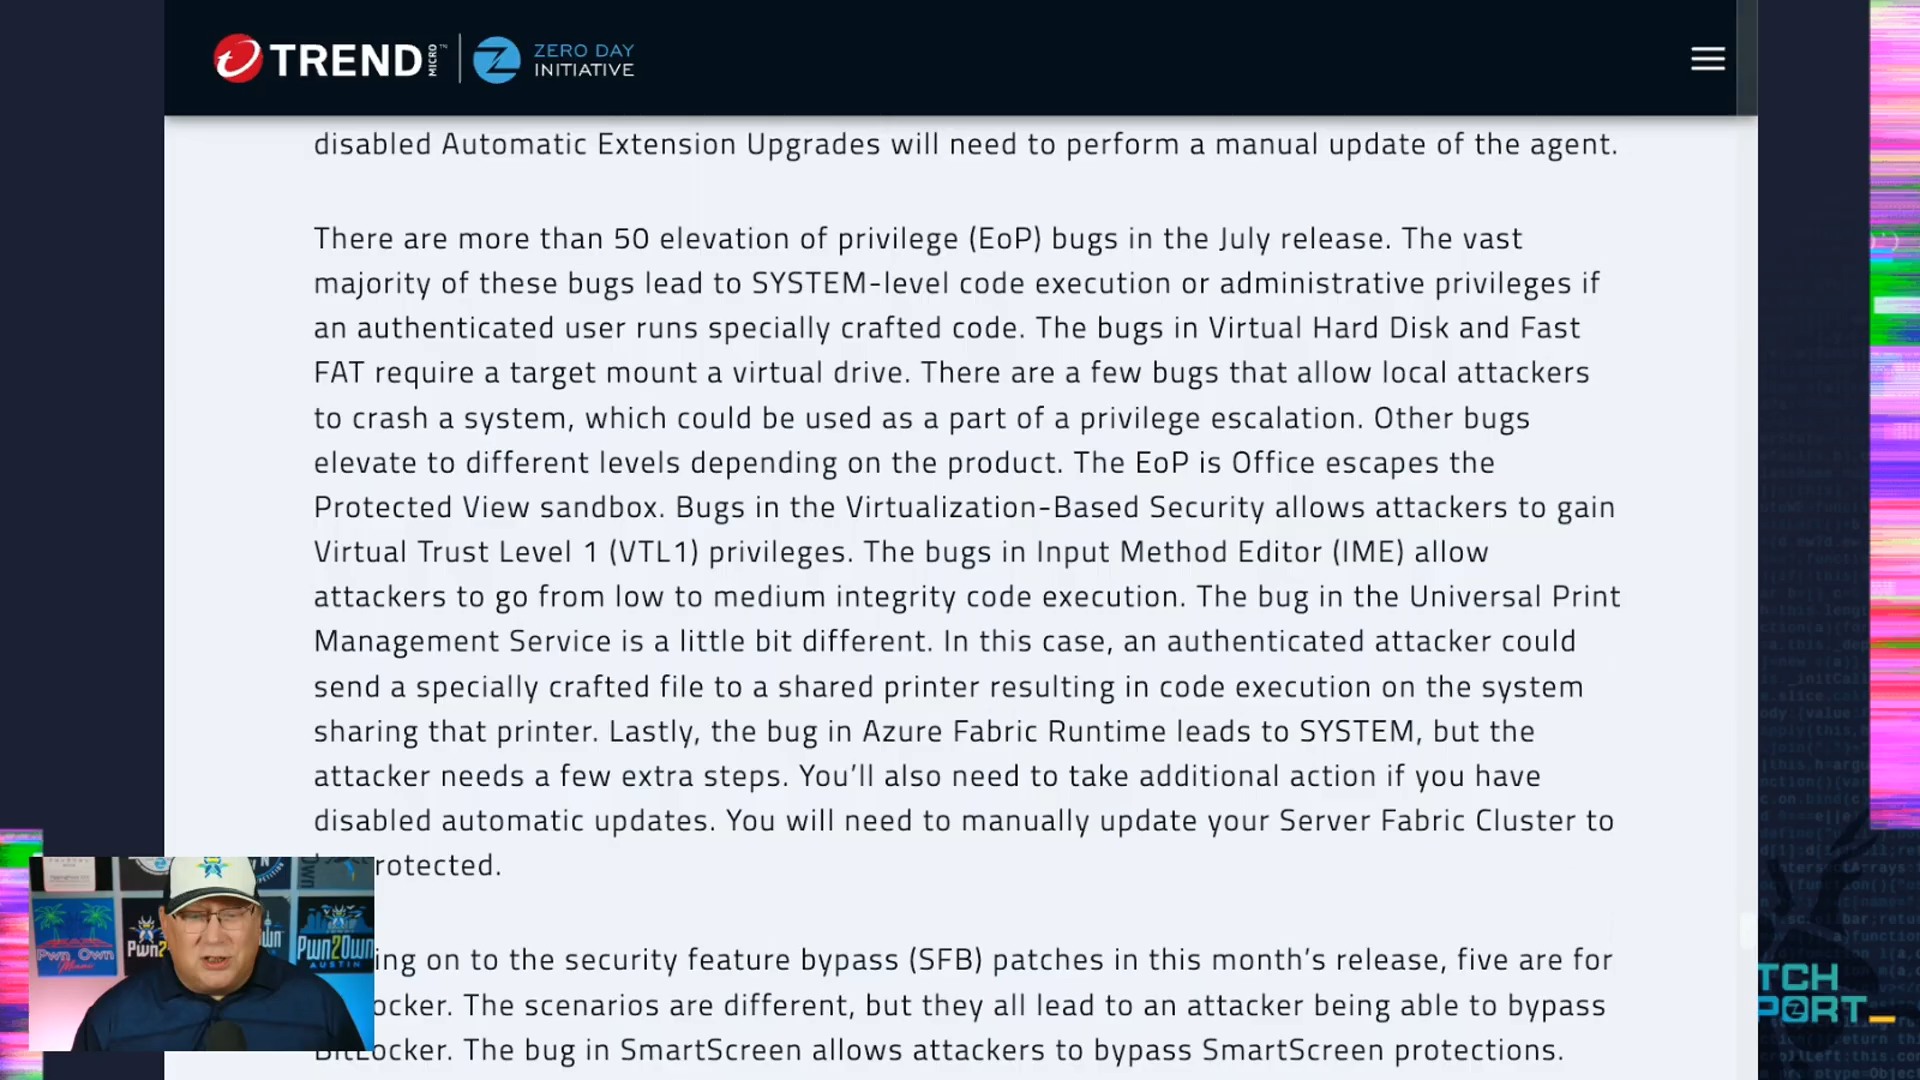 TREND MICRO | ZERO DAY INITIATIVE
disabled Automatic Extension Upgrades will need to perform a manual update of the agent.
There are more than 50 elevation of privilege (EoP) bugs in the July release. The vast
majority of these bugs lead to SYSTEM-level code execution or administrative privileges if
an authenticated user runs specially crafted code. The bugs in Virtual Hard Disk and Fast
FAT require a target mount a virtual drive. There are a few bugs that allow local attackers
to crash a system, which could be used as a part of a privilege escalation. Other bugs
elevate to different levels depending on the product. The EoP is Office escapes the
Protected View sandbox. Bugs in the Virtualization-Based Security allows attackers to gain
Virtual Trust Level 1 (VTL1) privileges. The bugs in Input Method Editor (IME) allow
attackers to go from low to medium integrity code execution. The bug in the Universal Print
Management Service is a little bit different. In this case, an authenticated attacker could
send a specially crafted file to a shared printer resulting in code execution on the system
sharing that printer. Lastly, the bug in Azure Fabric Runtime leads to SYSTEM, but the
attacker needs a few extra steps. You’ll also need to take additional action if you have
disabled automatic updates. You will need to manually update your Server Fabric Cluster to
rotected.
ing on to the security feature bypass (SFB) patches in this month’s release, five are for
ocker. The scenarios are different, but they all lead to an attacker being able to bypass
BitLocker. The bug in SmartScreen allows attackers to bypass SmartScreen protections.
Pwn Own
Miami
Pwn2
wn
Pwn2Own
AUSTIN
TCH
PORT_